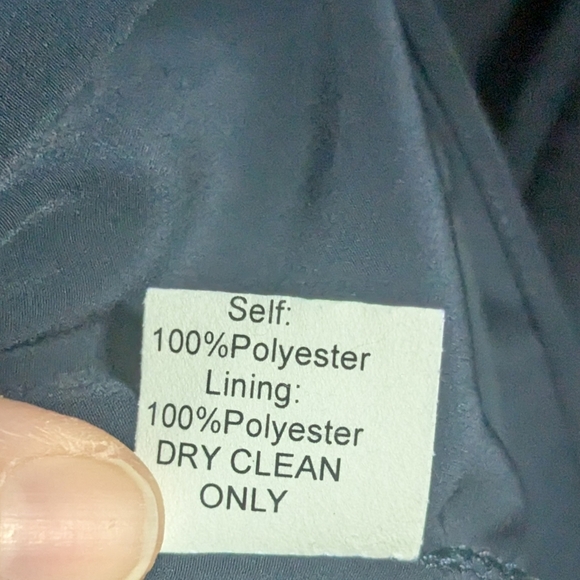 Self:
100%Polyester
Lining:
100%Polyester
DRY CLEAN
ONLY